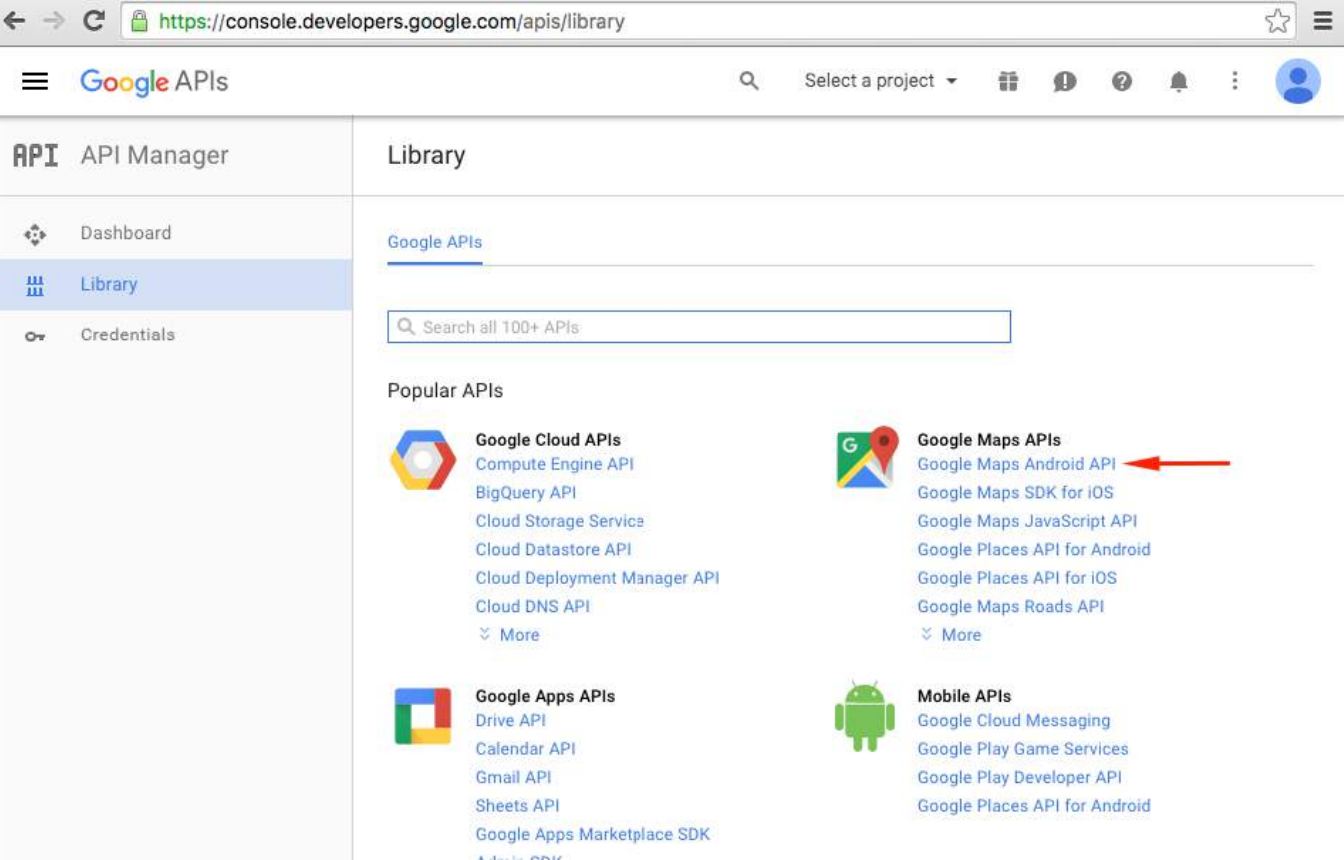 https://console.developers.google.com/apis/library
Google APIs
Select a project
API API Manager
Library
Dashboard
Library
Credentials
Google APIs
Search all 100+ APIs
Popular APIs
Google Cloud APIs
Compute Engine API
BigQuery API
Cloud Storage Service
Cloud Datastore API
Cloud Deployment Manager API
Cloud DNS API
More
G
Google Maps APIs
Google Maps Android API
Google Maps SDK for iOS
Google Maps JavaScript API
Google Places API for Android
Google Places API for iOS
Google Maps Roads API
More
Google Apps APIs
Drive API
Calendar API
Gmail API
Sheets API
Google Apps Marketplace SDK
Admin SDK
Mobile APIs
Google Cloud Messaging
Google Play Game Services
Google Play Developer API
Google Places API for Android